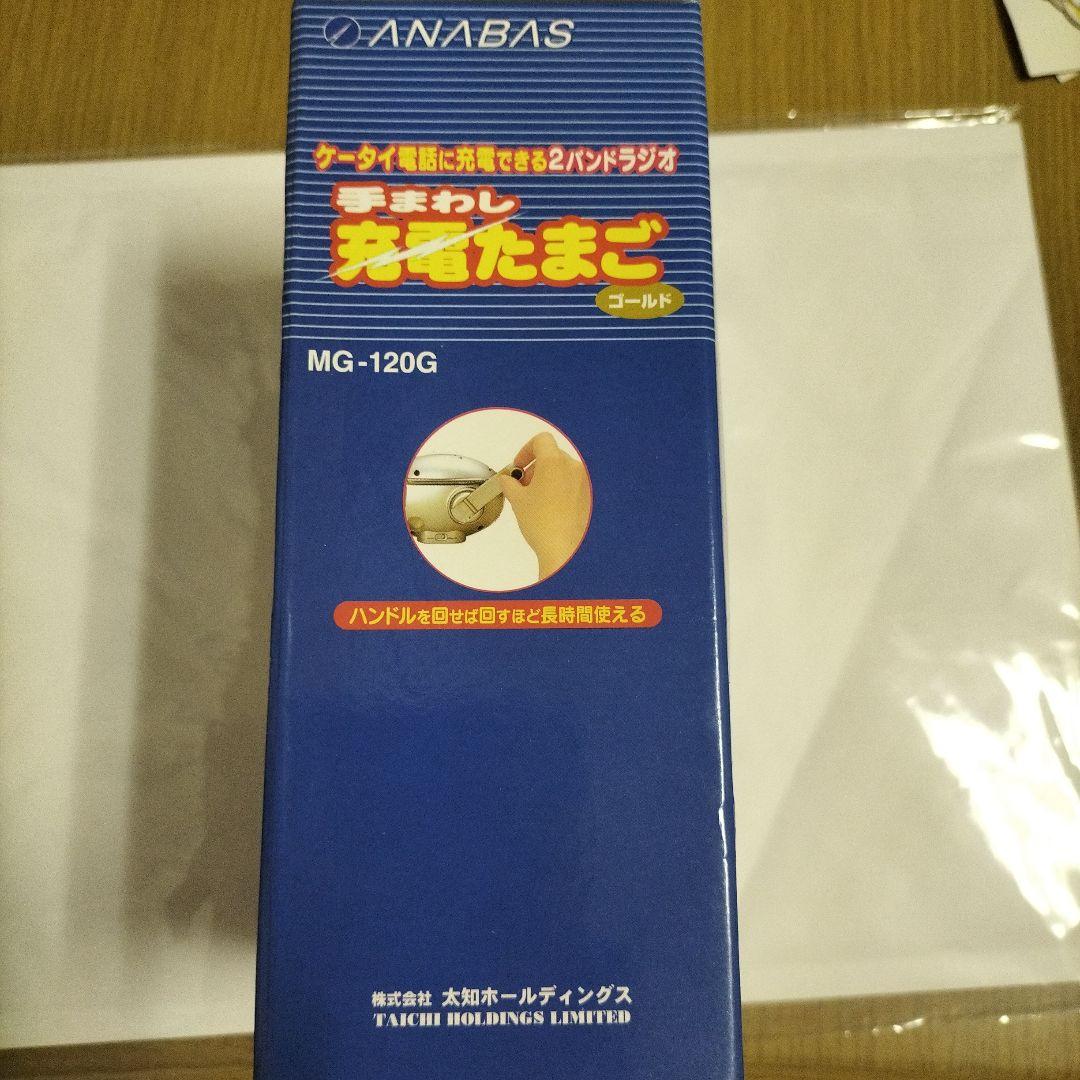 ANABAS
ケータイ電話に充電できる2バンドラジオ
手まわし
充電たまご
ゴールド
MG-120G
ハンドルを回せば回すほど長時間使える
株式会社 太知ホールディングス
TAICHI HOLDINGS LIMITED